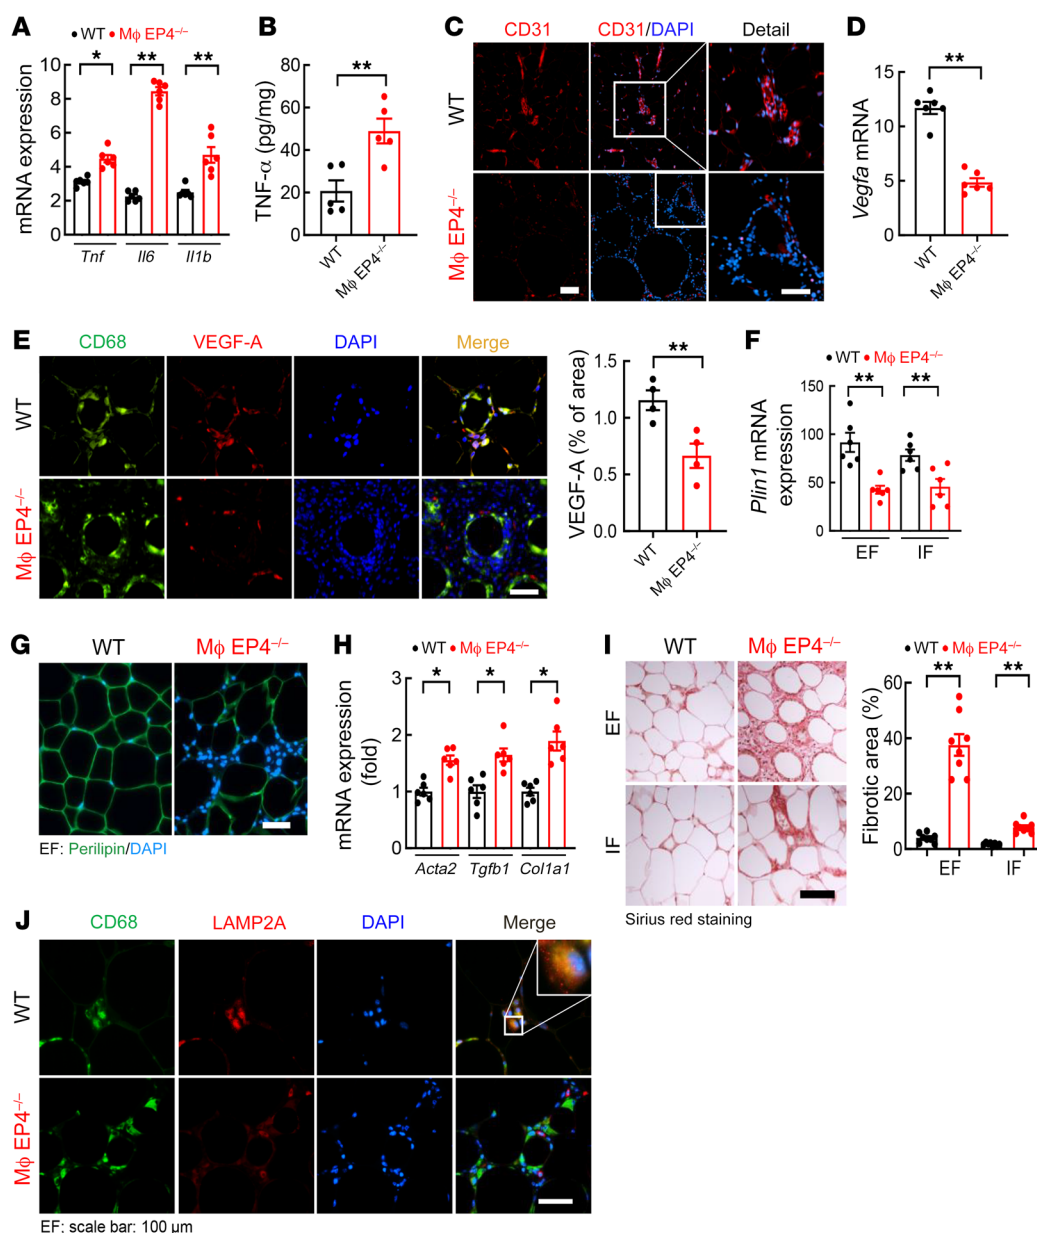 A
WT Mϕ EP4–/–
* ** **
mRNA expression
10
8
6
4
2
0
Tnf Il6 Il1b
B
**
TNF-α (pg/mg)
80
60
40
20
0
WT
Mϕ EP4–/–
C
CD31 CD31/DAPI Detail
WT
Mϕ EP4–/–
D
**
Vegfa mRNA
15
10
5
0
WT
Mϕ EP4–/–
E
CD68 VEGF-A DAPI Merge
WT
Mϕ EP4–/–
**
VEGF-A (% of area)
1.5
1.0
0.5
0.0
WT
Mϕ EP4–/–
F
WT Mϕ EP4–/–
** **
Plin1 mRNA
expression
150
100
50
0
EF IF
G
WT Mϕ EP4–/–
EF: Perilipin/DAPI
H
WT Mϕ EP4–/–
* * *
mRNA expression
(fold)
3
2
1
0
Acta2 Tgfb1 Col1a1
I
WT Mϕ EP4–/–
EF
IF
Sirius red staining
WT Mϕ EP4–/–
** **
Fibrotic area (%)
60
40
20
0
EF IF
J
CD68 LAMP2A DAPI Merge
WT
Mϕ EP4–/–
EF; scale bar: 100 μm